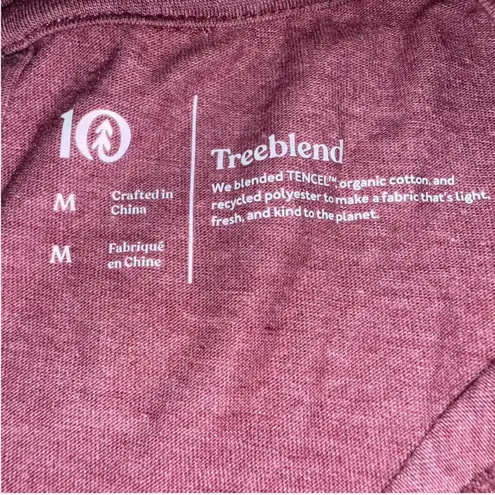 10
M Crafted in
China
M Fabriqué
en Chine
Treeblend
We blended TENCEL™, organic cotton, and
recycled polyester to make a fabric that's light,
fresh, and kind to the planet.